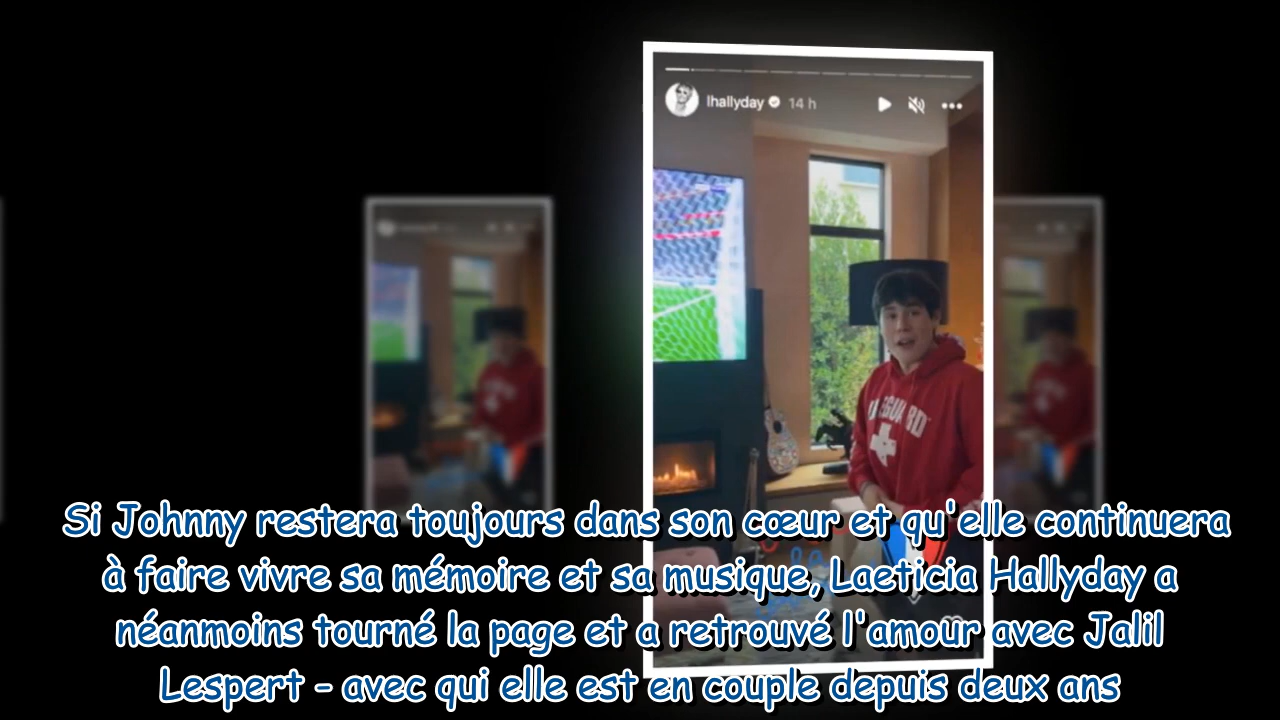 lhallyday 14 h
Si Johnny restera toujours dans son cœur et qu'elle continuera
à faire vivre sa mémoire et sa musique, Laeticia Hallyday a
néanmoins tourné la page et a retrouvé l'amour avec Jalil
Lespert - avec qui elle est en couple depuis deux ans